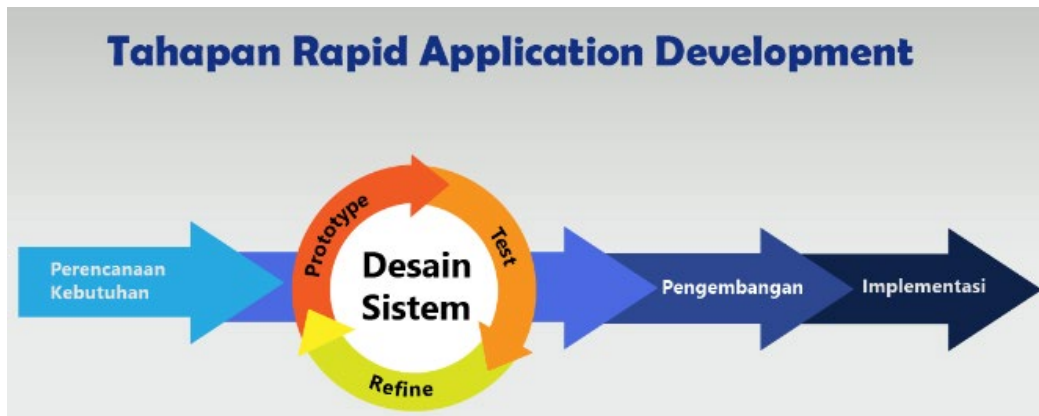 Tahapan Rapid Application Development
Perencanaan
Kebutuhan
Prototype
Test
Refine
Desain
Sistem
Pengembangan
Implementasi